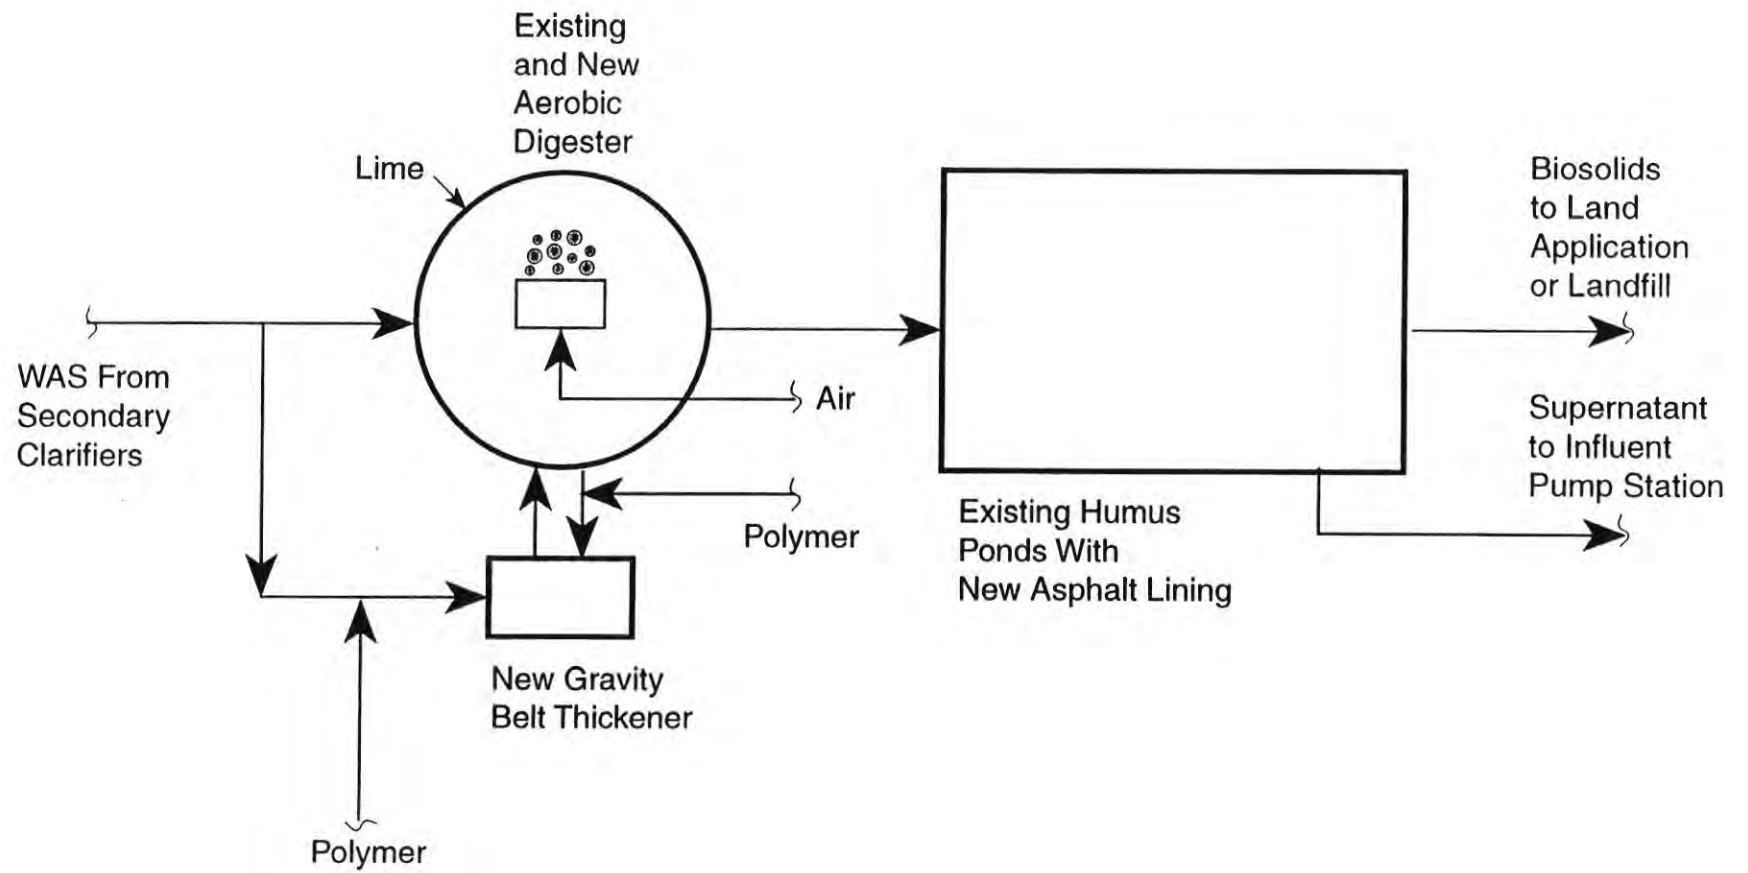 Existing
and New
Aerobic
Digester
Lime
WAS From
Secondary
Clarifiers
Air
Polymer
New Gravity
Belt Thickener
Polymer
Existing Humus
Ponds With
New Asphalt Lining
Biosolids
to Land
Application
or Landfill
Supernatant
to Influent
Pump Station